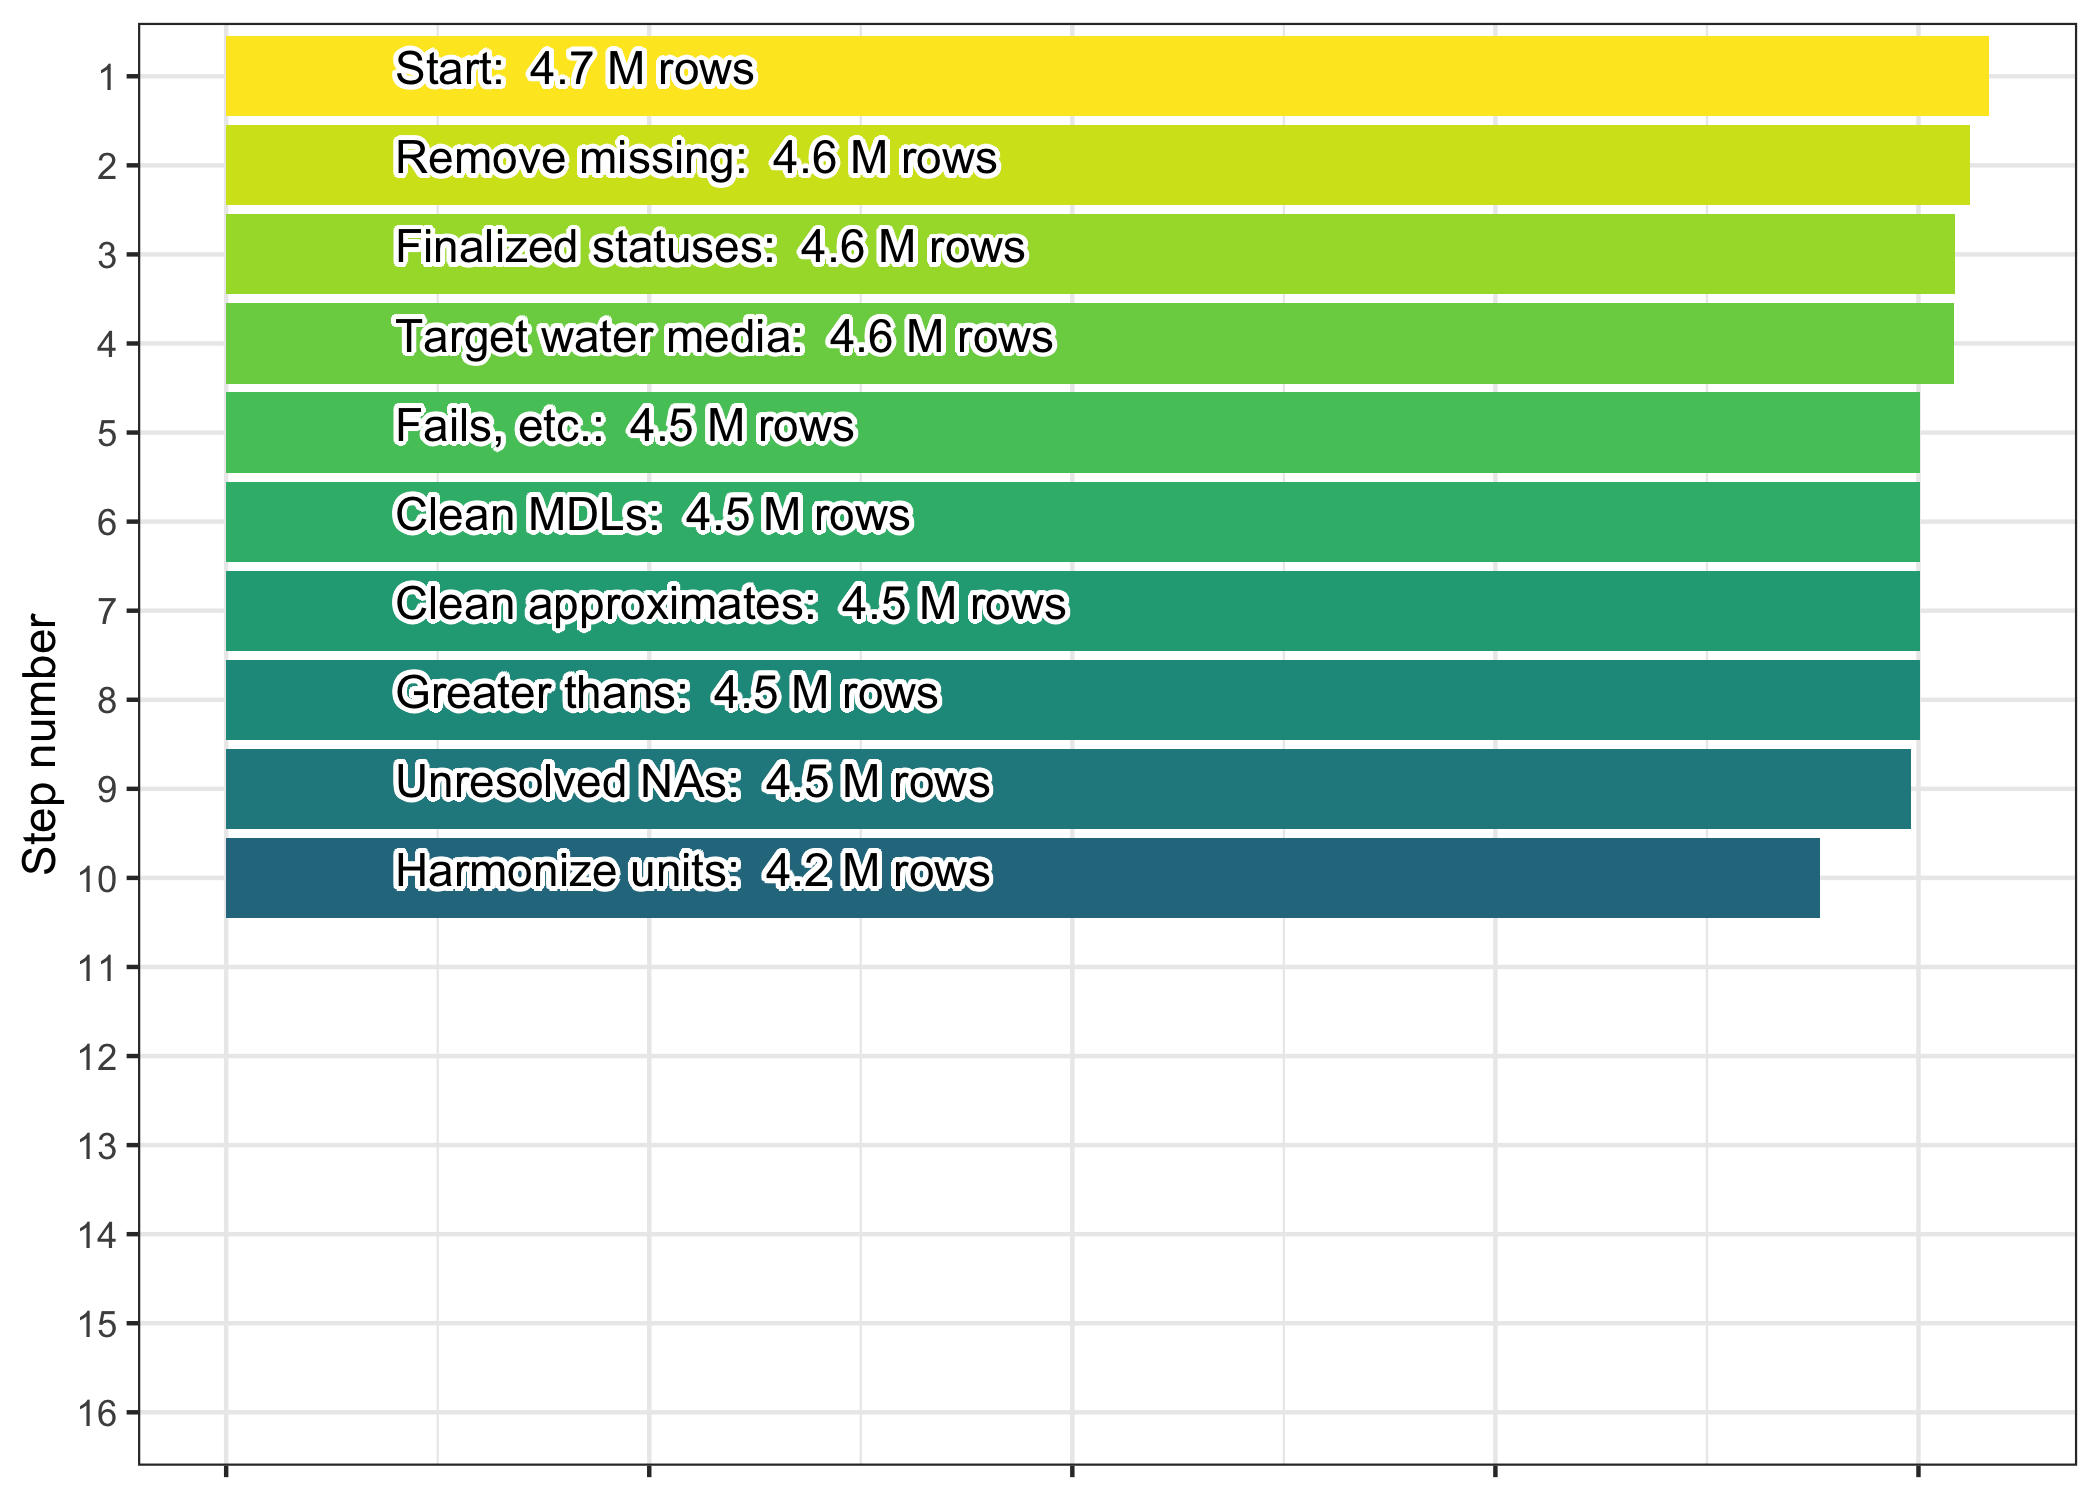 1
Start:  4.7 M rows
2
Remove missing:  4.6 M rows
3
Finalized statuses:  4.6 M rows
4
Target water media:  4.6 M rows
5
Fails, etc.:  4.5 M rows
6
Clean MDLs:  4.5 M rows
7
Clean approximates:  4.5 M rows
8
Greater thans:  4.5 M rows
9
Unresolved NAs:  4.5 M rows
10
Harmonize units:  4.2 M rows
11
12
13
14
15
16
Step number